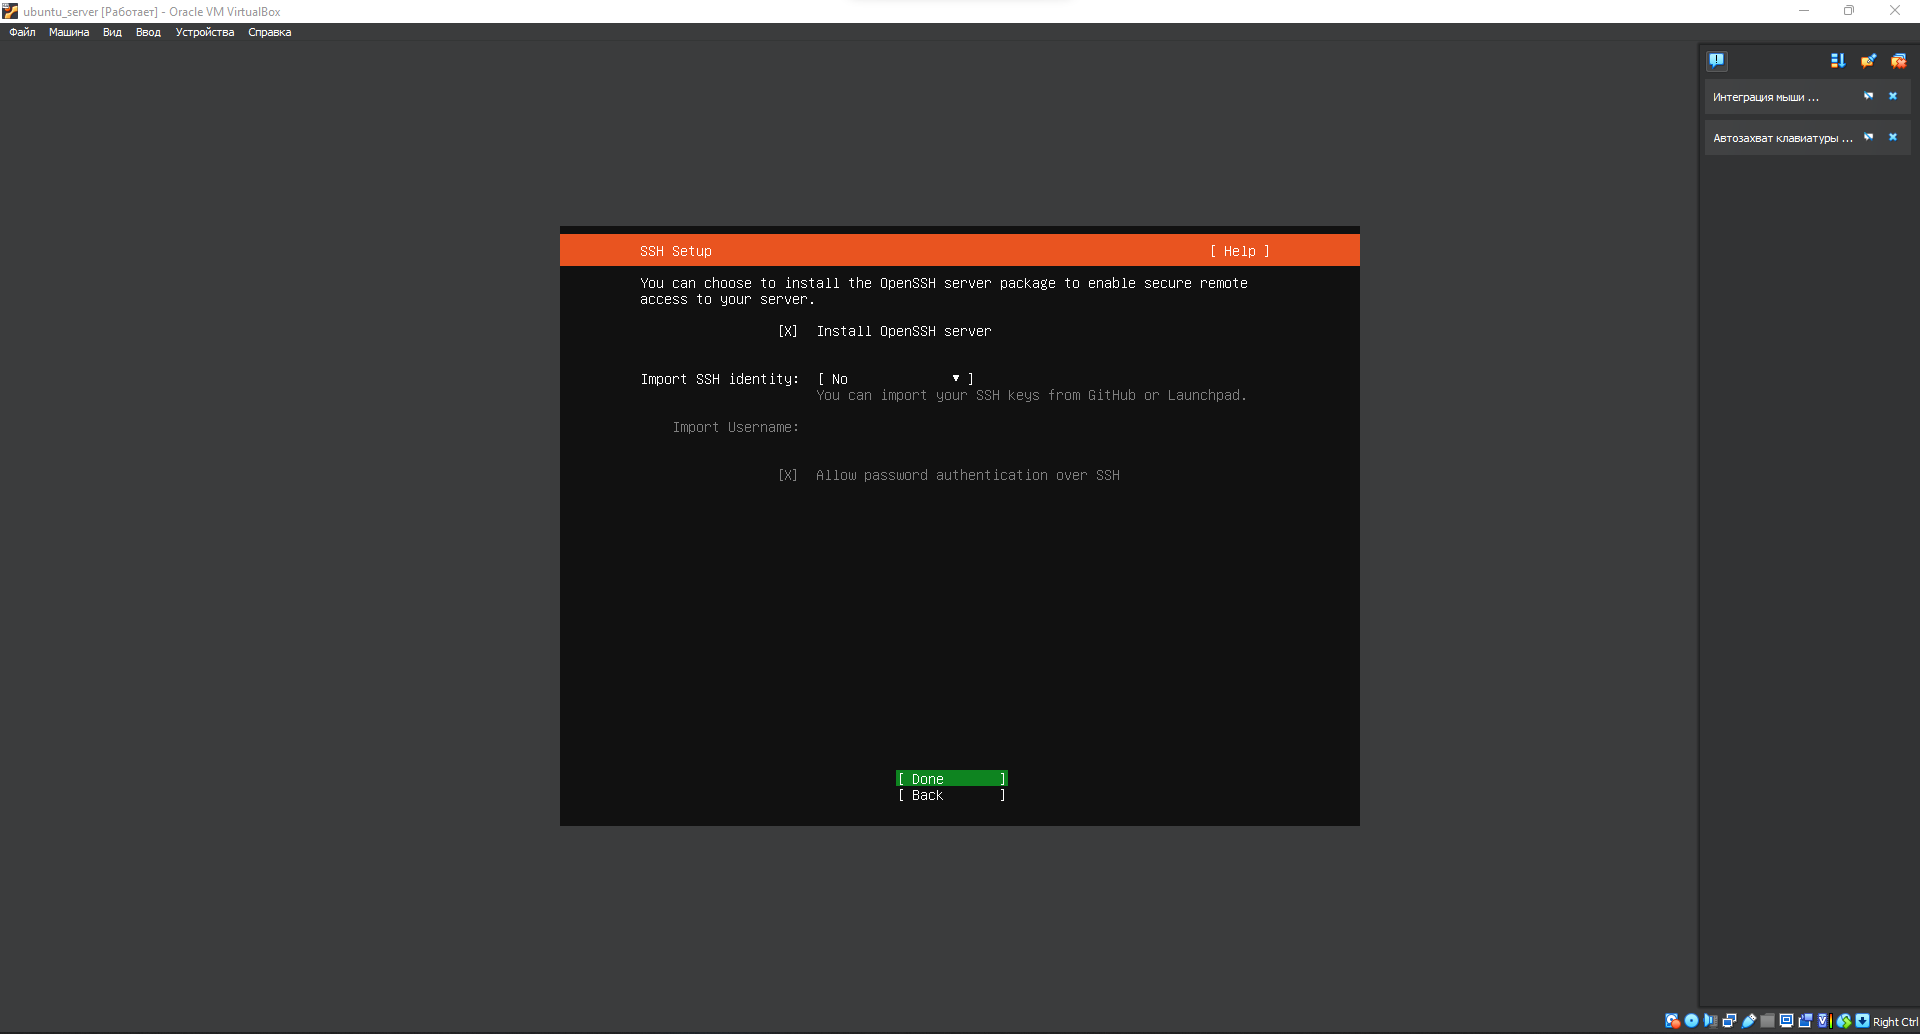 ubuntu_server [Работает] - Oracle VM VirtualBox
Файл Машина Вид Ввод Устройства Справка
Интеграция мыши ...
Автозахват клавиатуры ...
SSH Setup [ Help ]
You can choose to install the OpenSSH server package to enable secure remote
access to your server.
[X] Install OpenSSH server
Import SSH identity: [ No ▾ ]
You can import your SSH keys from GitHub or Launchpad.
Import Username:
[X] Allow password authentication over SSH
[ Done ]
[ Back ]
Right Ctrl